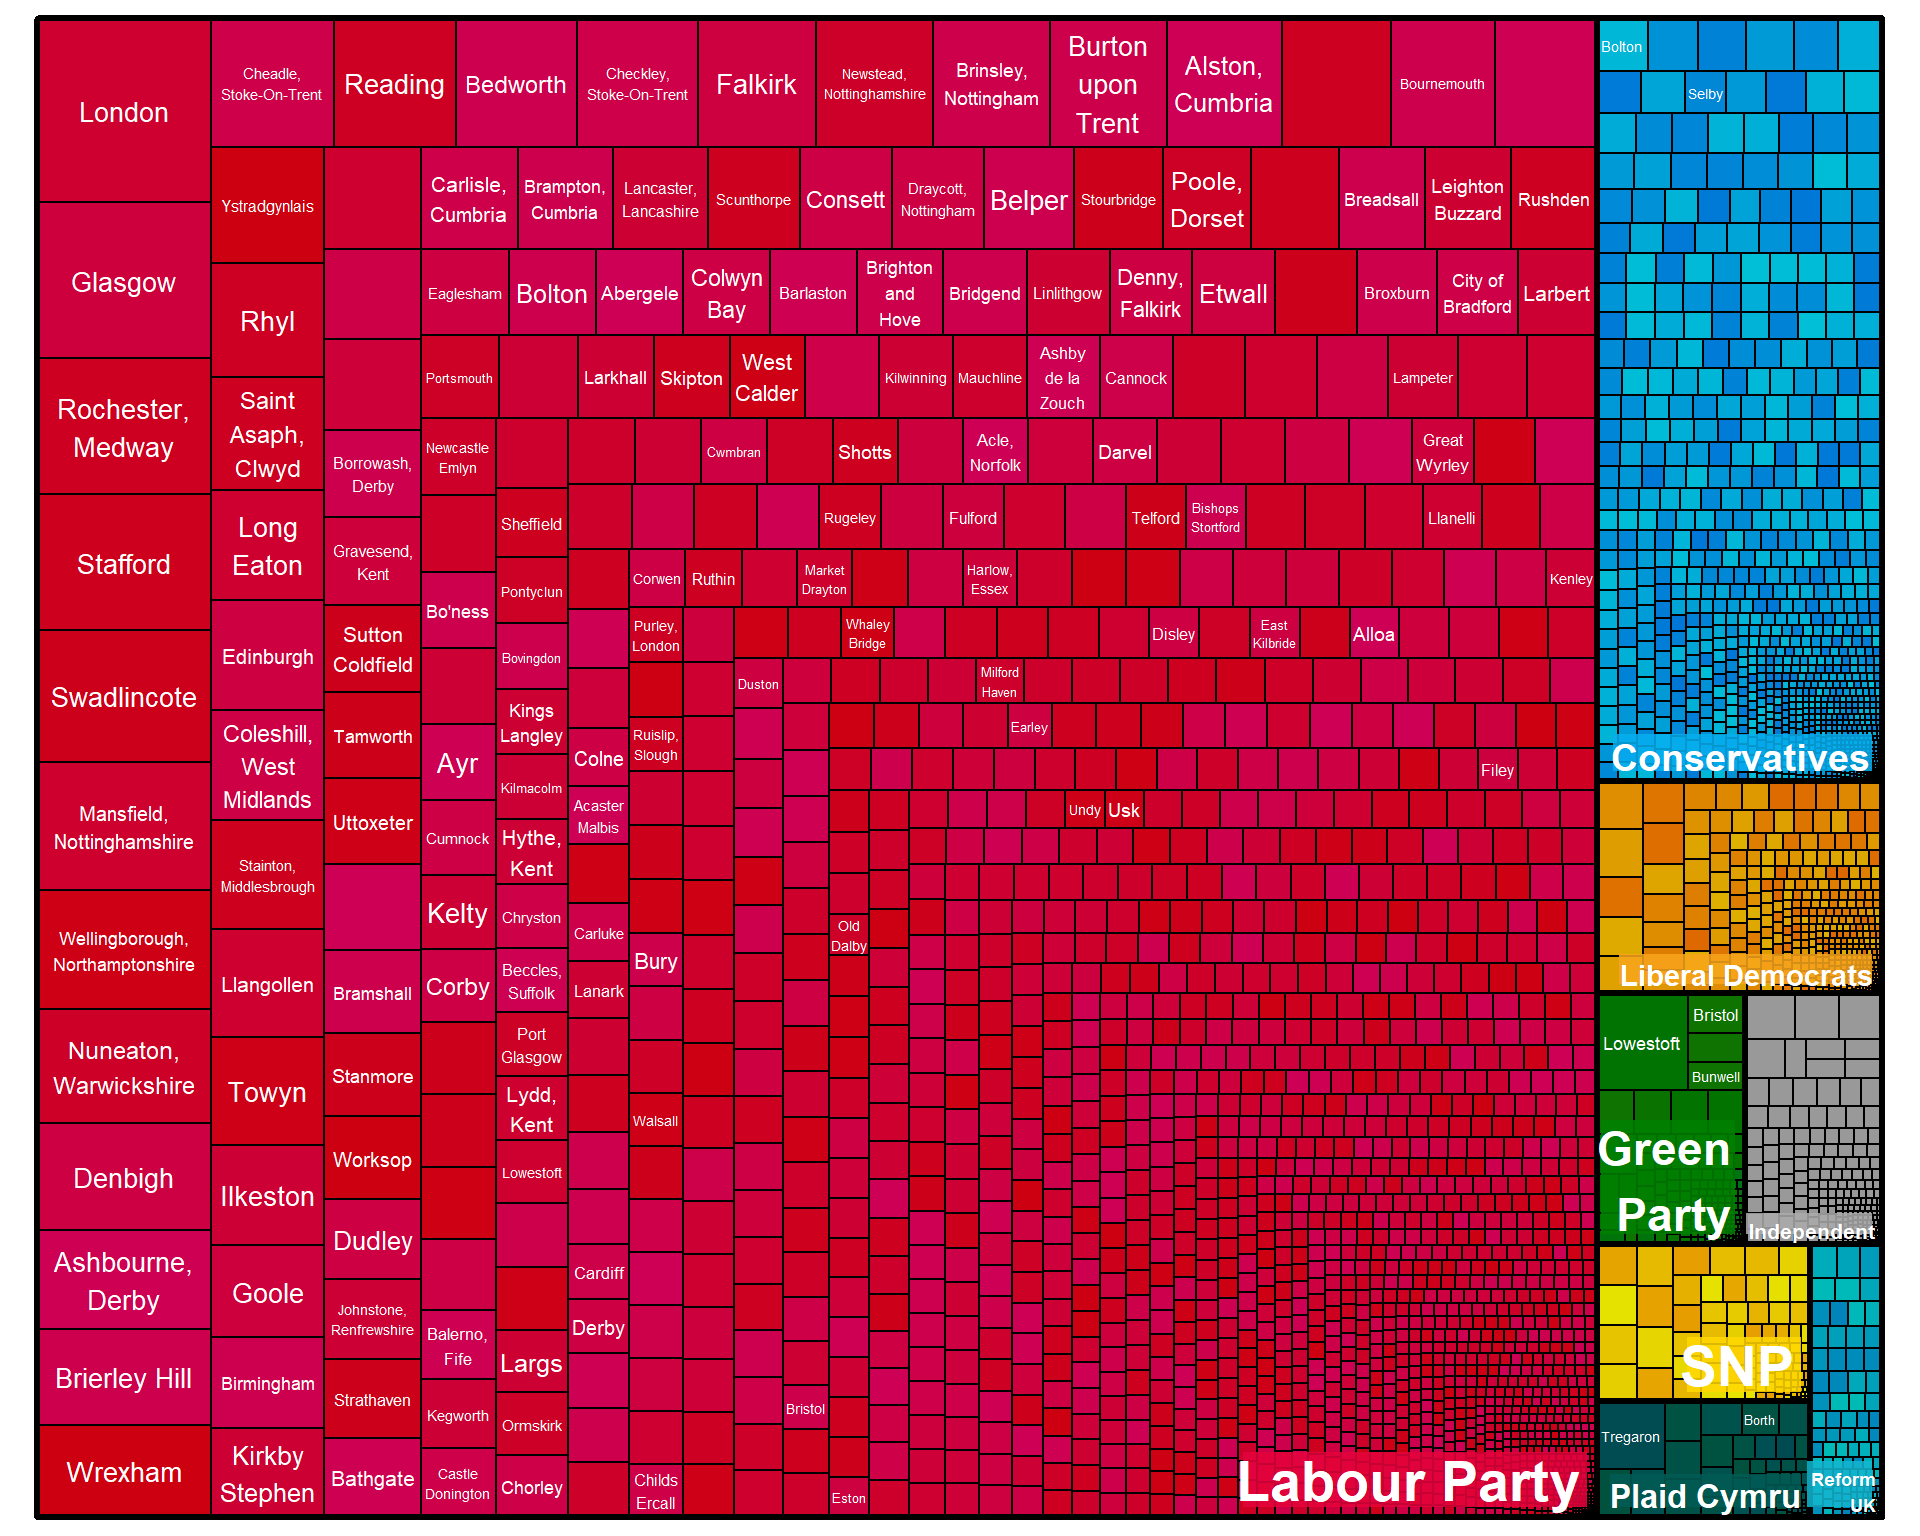 London
Glasgow
Rochester,
Medway
Stafford
Swadlincote
Mansfield,
Nottinghamshire
Wellingborough,
Northamptonshire
Nuneaton,
Warwickshire
Denbigh
Ashbourne,
Derby
Brierley Hill
Wrexham
Cheadle,
Stoke-On-Trent
Reading
Bedworth
Checkley,
Stoke-On-Trent
Falkirk
Newstead,
Nottinghamshire
Brinsley,
Nottingham
Burton
upon
Trent
Alston,
Cumbria
Bournemouth
Ystradgynlais
Rhyl
Saint
Asaph,
Clwyd
Long
Eaton
Edinburgh
Coleshill,
West
Midlands
Stainton,
Middlesbrough
Llangollen
Towyn
Ilkeston
Goole
Birmingham
Kirkby
Stephen
Borrowash,
Derby
Gravesend,
Kent
Sutton
Coldfield
Tamworth
Uttoxeter
Bramshall
Stanmore
Worksop
Dudley
Johnstone,
Renfrewshire
Strathaven
Bathgate
Carlisle,
Cumbria
Brampton,
Cumbria
Lancaster,
Lancashire
Scunthorpe
Consett
Draycott,
Nottingham
Belper
Stourbridge
Poole,
Dorset
Breadsall
Leighton
Buzzard
Rushden
Eaglesham
Bolton
Abergele
Colwyn
Bay
Barlaston
Brighton
and
Hove
Bridgend
Linlithgow
Denny,
Falkirk
Etwall
Broxburn
City of
Bradford
Larbert
Portsmouth
Larkhall
Skipton
West
Calder
Kilwinning
Mauchline
Ashby
de la
Zouch
Cannock
Lampeter
Newcastle
Emlyn
Bo'ness
Ayr
Cumnock
Kelty
Corby
Balerno,
Fife
Kegworth
Castle
Donington
Cwmbran
Shotts
Acle,
Norfolk
Darvel
Great
Wyrley
Sheffield
Pontyclun
Bovingdon
Kings
Langley
Kilmacolm
Hythe,
Kent
Chryston
Beccles,
Suffolk
Port
Glasgow
Lydd,
Kent
Lowestoft
Largs
Ormskirk
Chorley
Rugeley
Fulford
Telford
Bishops
Stortford
Llanelli
Colne
Acaster
Malbis
Carluke
Lanark
Cardiff
Derby
Corwen
Ruthin
Market
Drayton
Harlow,
Essex
Kenley
Purley,
London
Ruislip,
Slough
Bury
Walsall
Childs
Ercall
Whaley
Bridge
Disley
East
Kilbride
Alloa
Duston
Milford
Haven
Bristol
Earley
Filey
Old
Dalby
Eston
Undy
Usk
Labour Party
Bolton
Selby
Conservatives
Liberal Democrats
Lowestoft
Bristol
Bunwell
Green
Party
Independent
SNP
Tregaron
Borth
Plaid Cymru
Reform
UK